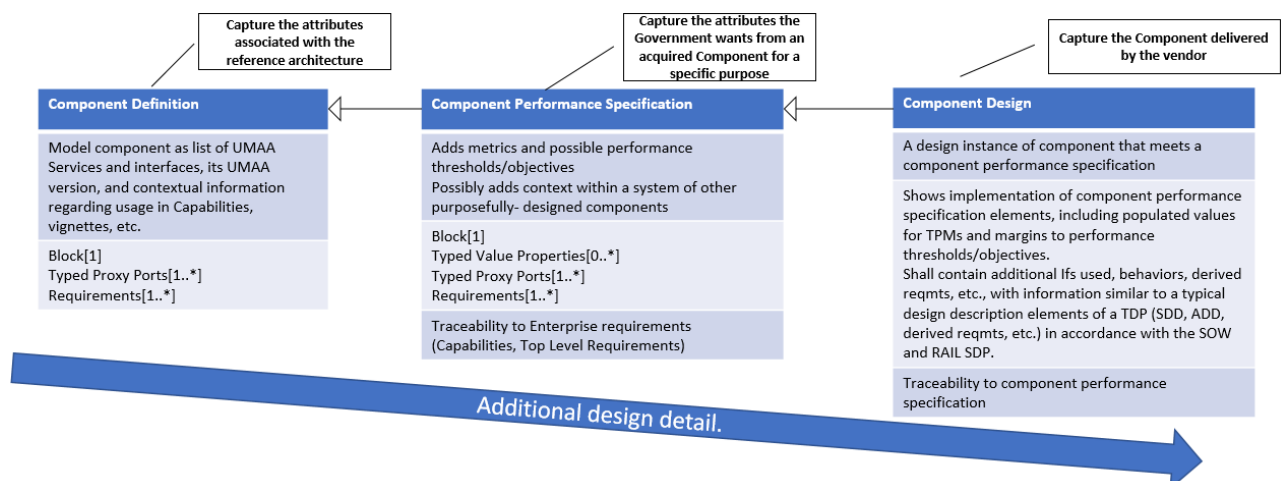 Capture the attributes
associated with the
reference architecture
Capture the attributes the
Government wants from an
acquired Component for a
specific purpose
Capture the Component delivered
by the vendor
Component Definition
Model component as list of UMAA
Services and interfaces, its UMAA
version, and contextual information
regarding usage in Capabilities,
vignettes, etc.
Block[1]
Typed Proxy Ports[1..*]
Requirements[1..*]
Component Performance Specification
Adds metrics and possible performance
thresholds/objectives
Possibly adds context within a system of other
purposefully- designed components
Block[1]
Typed Value Properties[0..*]
Typed Proxy Ports[1..*]
Requirements[1..*]
Traceability to Enterprise requirements
(Capabilities, Top Level Requirements)
Component Design
A design instance of component that meets a
component performance specification
Shows implementation of component performance
specification elements, including populated values
for TPMs and margins to performance
thresholds/objectives.
Shall contain additional Ifs used, behaviors, derived
reqmts, etc., with information similar to a typical
design description elements of a TDP (SDD, ADD,
derived reqmts, etc.) in accordance with the SOW
and RAIL SDP.
Traceability to component performance
specification
Additional design detail.